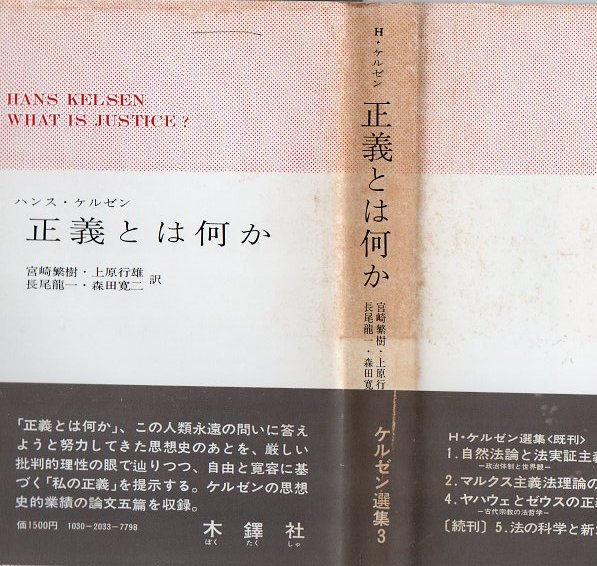 HANS KELSEN
WHAT IS JUSTICE?
ハンス・ケルゼン
正義とは何か
宮崎繁樹・上原行雄
長尾龍一・森田寛二 訳
「正義とは何か」、この人類永遠の問いに答え
ようと努力してきた思想史のあとを、厳しい
批判的理性の眼で辿りつつ、自由と寛容に基
づく「私の正義」を提示する。ケルゼンの思想
史的業績の論文五篇を収録。
価1500円 1030-2033-7798
木鐸社
ぼくたくしゃ
H・ケルゼン
正義とは何か
宮崎繁樹・上原行
長尾龍一・森田寛
ケルゼン選集3
H・ケルゼン選集<既刊>
1.自然法論と法実証主義
―政治体制と世界観―
2.マルクス主義法理論の
4.ヤハウェとゼウスの正
―古代宗教の法哲学―
〔続刊〕5.法の科学と新